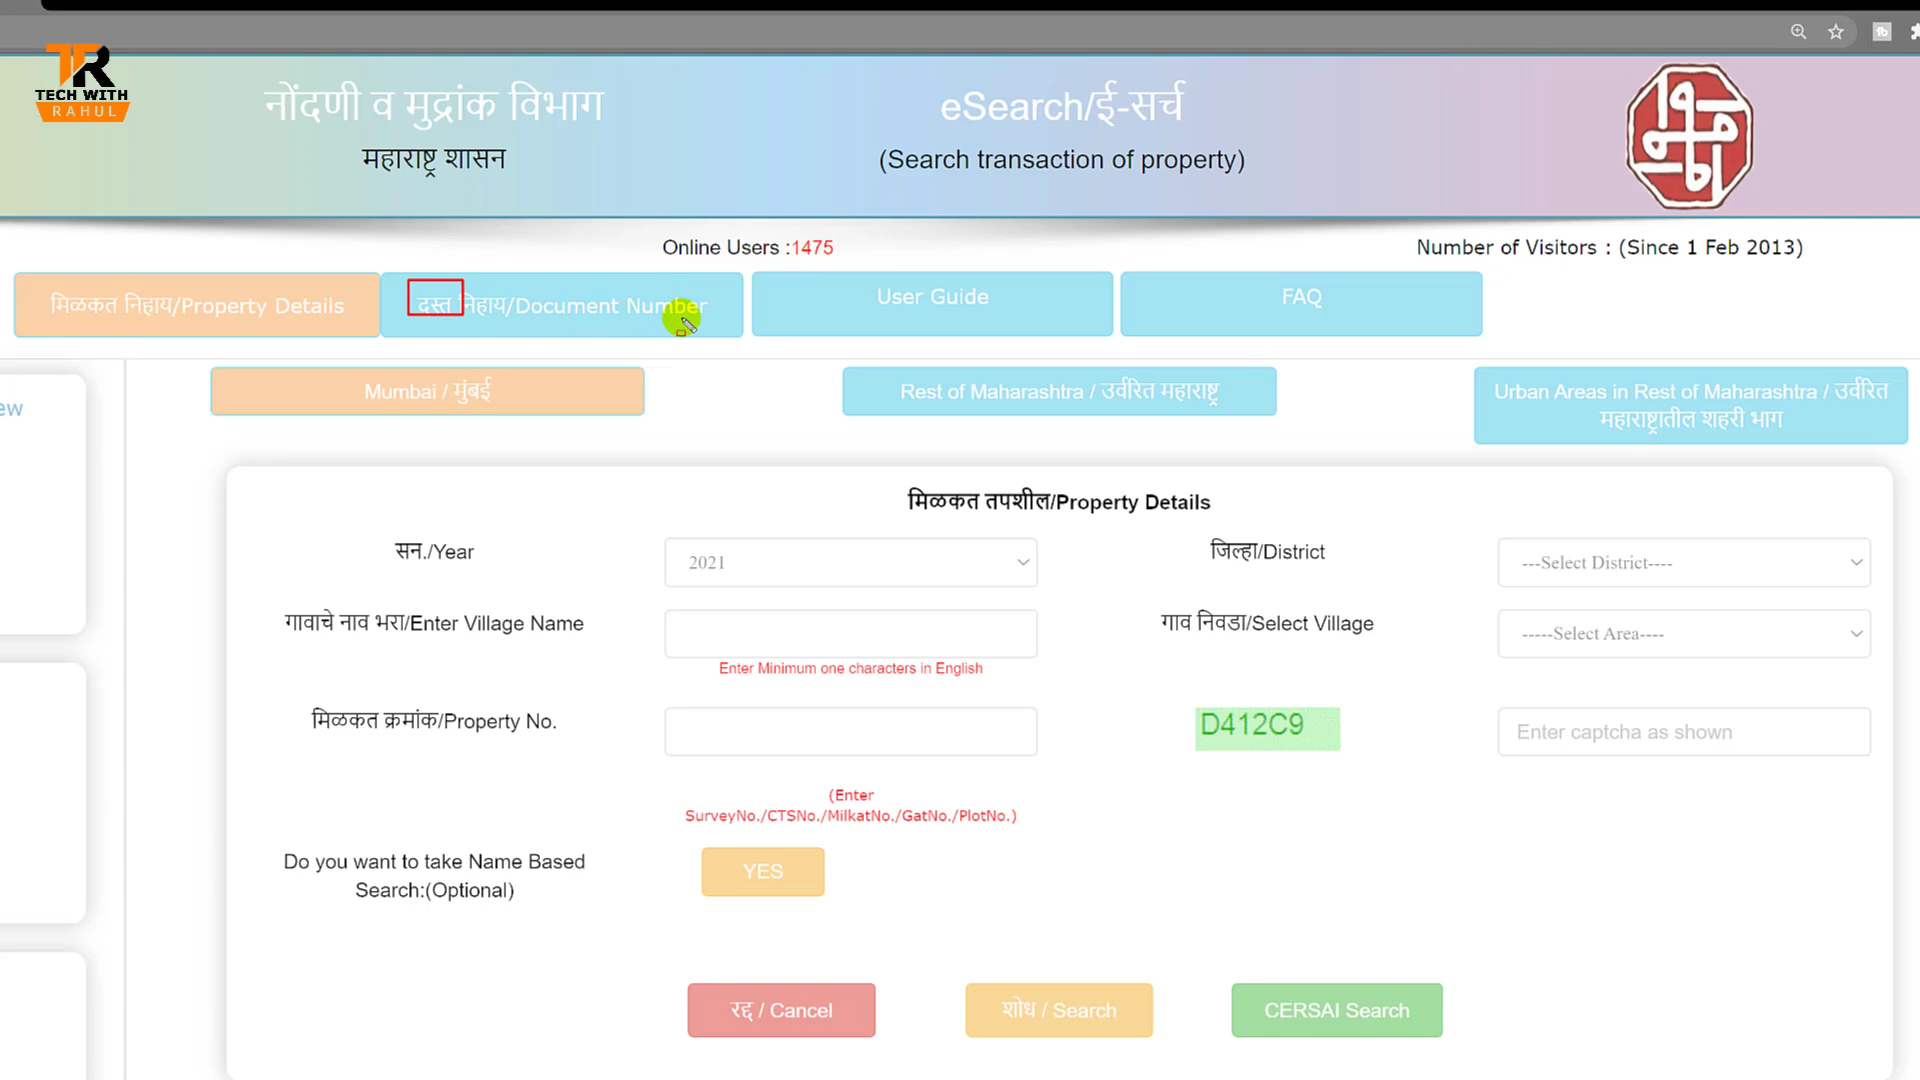 TR
TECH WITH
RAHUL
नोंदणी व मुद्रांक विभाग
महाराष्ट्र शासन
eSearch/ई-सर्च
(Search transaction of property)
Online Users :1475
Number of Visitors : (Since 1 Feb 2013)
मिळकत निहाय/Property Details
दस्त निहाय/Document Number
User Guide
FAQ
ew
Mumbai / मुंबई
Rest of Maharashtra / उर्वरित महाराष्ट्र
Urban Areas in Rest of Maharashtra / उर्वरित
महाराष्ट्रातील शहरी भाग
मिळकत तपशील/Property Details
सन./Year
2021
जिल्हा/District
---Select District----
गावाचे नाव भरा/Enter Village Name
Enter Minimum one characters in English
गाव निवडा/Select Village
-----Select Area----
मिळकत क्रमांक/Property No.
D412C9
Enter captcha as shown
(Enter
SurveyNo./CTSNo./MilkatNo./GatNo./PlotNo.)
Do you want to take Name Based
Search:(Optional)
YES
रद्द / Cancel
शोध / Search
CERSAI Search